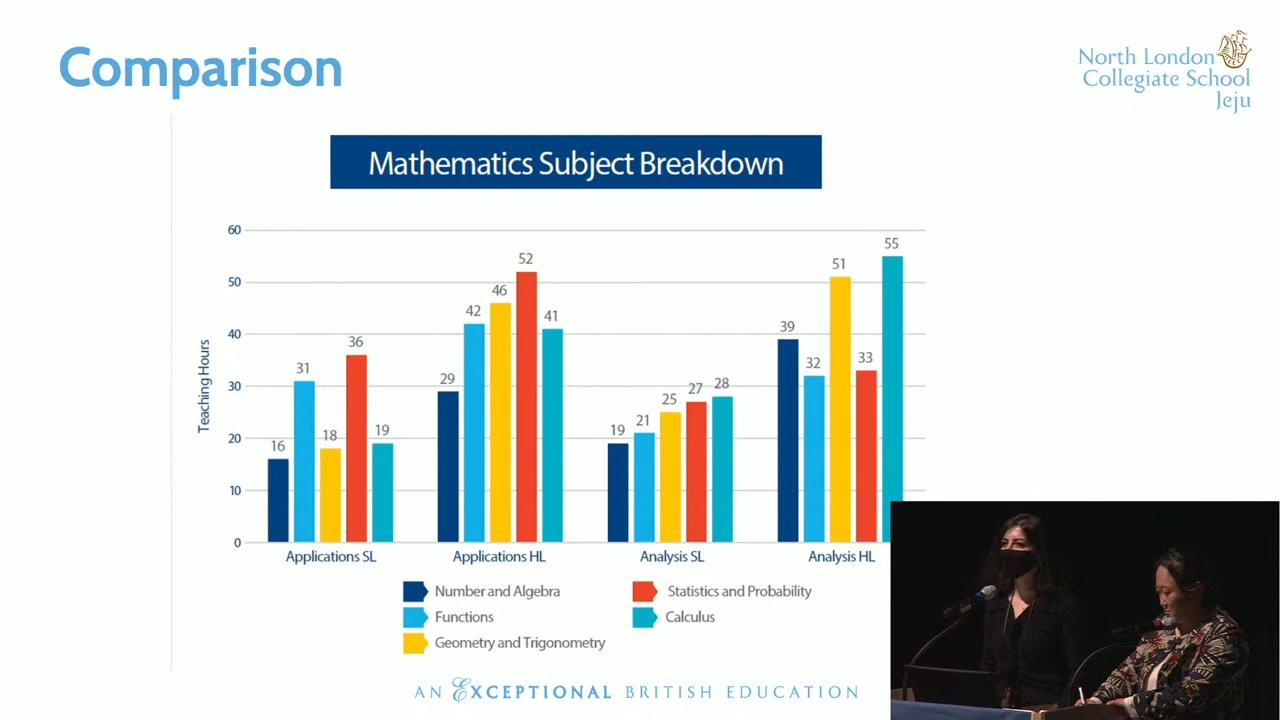 Comparison
North London
Collegiate School
Jeju
Mathematics Subject Breakdown
Teaching Hours
60
50
40
30
20
10
0
16
31
18
36
19
29
42
46
52
41
19
21
25
27
28
39
32
51
33
55
Applications SL
Applications HL
Analysis SL
Analysis HL
Number and Algebra
Functions
Geometry and Trigonometry
Statistics and Probability
Calculus
AN EXCEPTIONAL BRITISH EDUCATION